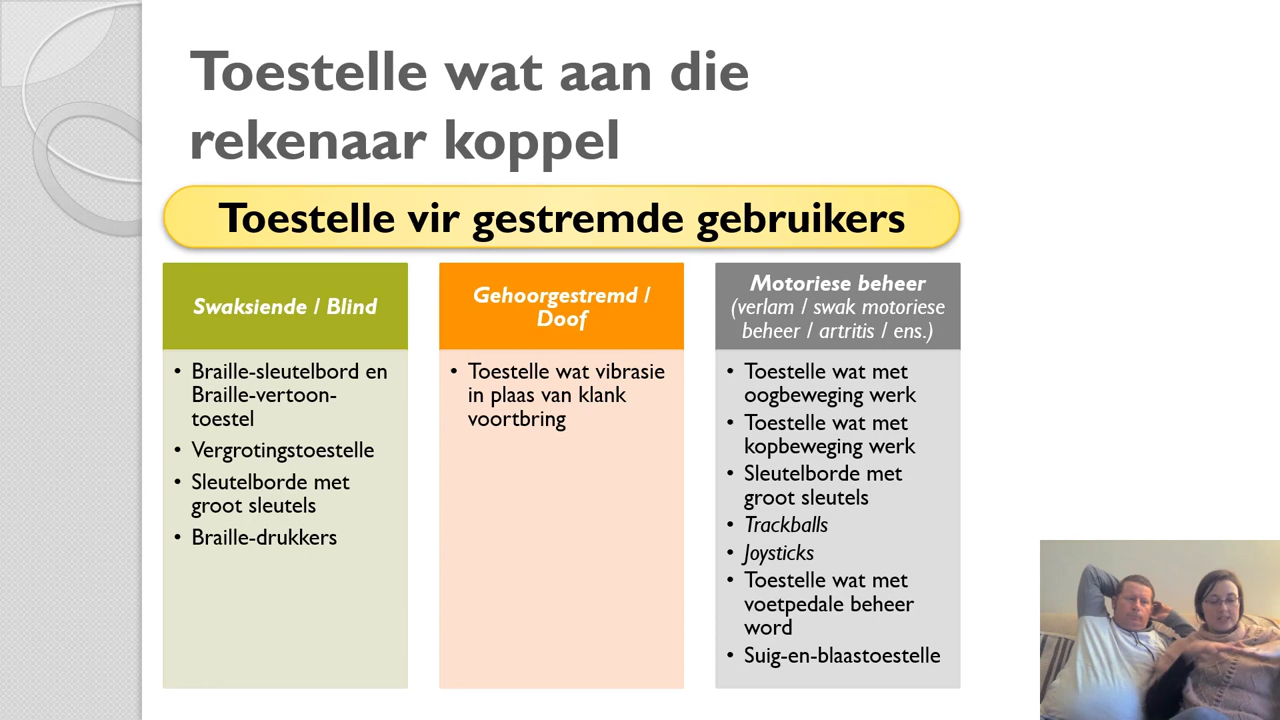 Toestelle wat aan die
rekenaar koppel
Toestelle vir gestremde gebruikers
Swaksiende / Blind
• Braille-sleutelbord en
Braille-vertoon-
toestel
• Vergrotingstoestelle
• Sleutelborde met
groot sleutels
• Braille-drukkers
Gehoorgestremd /
Doof
• Toestelle wat vibrasie
in plaas van klank
voortbring
Motoriese beheer
(verlam / swak motoriese
beheer / artritis / ens.)
• Toestelle wat met
oogbeweging werk
• Toestelle wat met
kopbeweging werk
• Sleutelborde met
groot sleutels
• Trackballs
• Joysticks
• Toestelle wat met
voetpedale beheer
word
• Suig-en-blaastoestelle